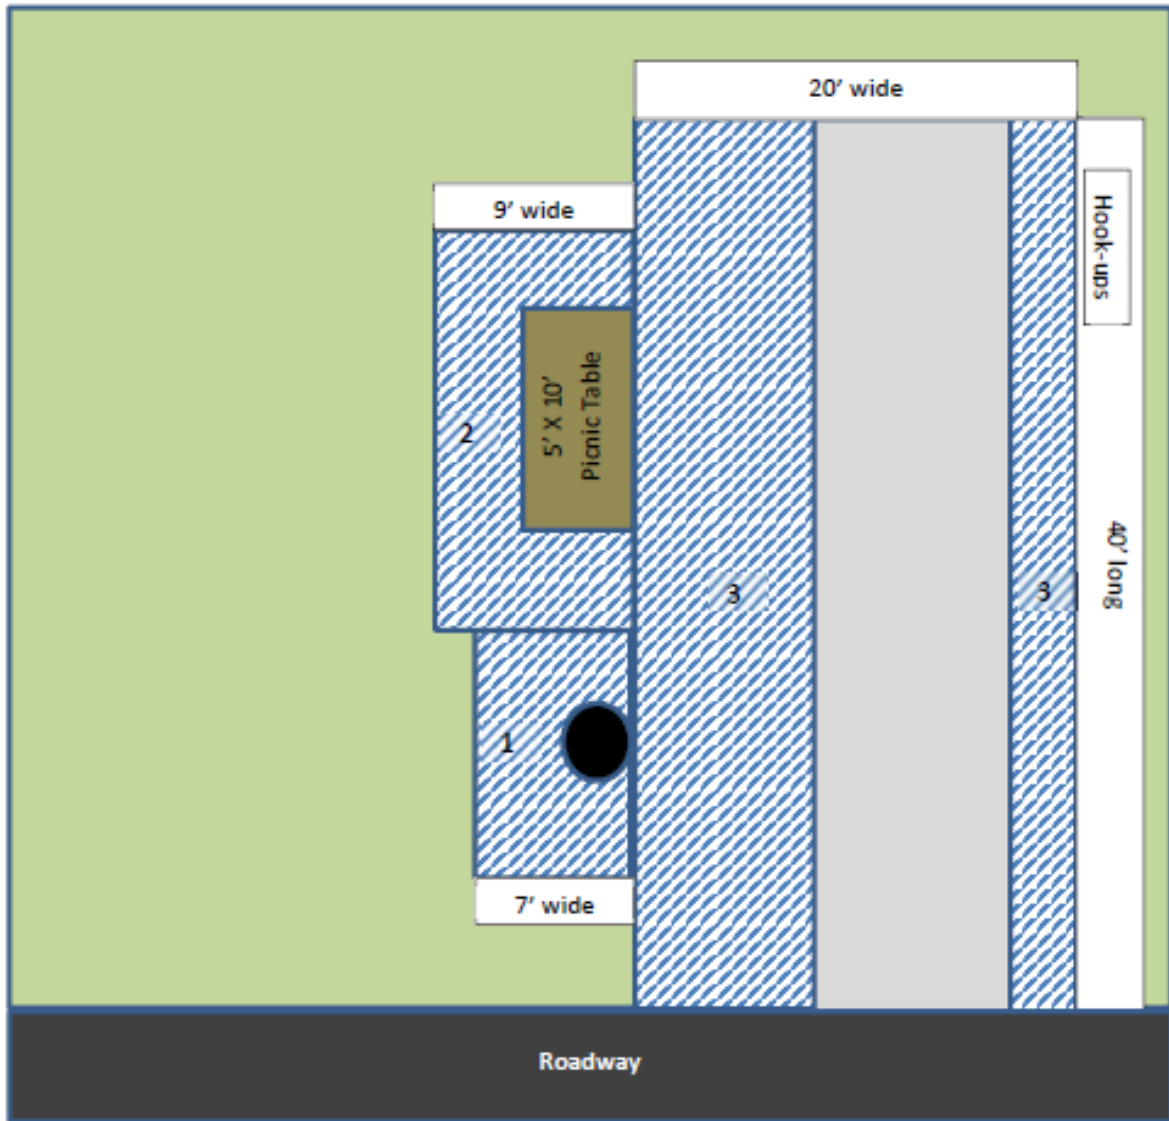 20' wide
9' wide
Hook-ups
5' X 10'
Picnic Table
2
40' long
3
3
1
7' wide
Roadway